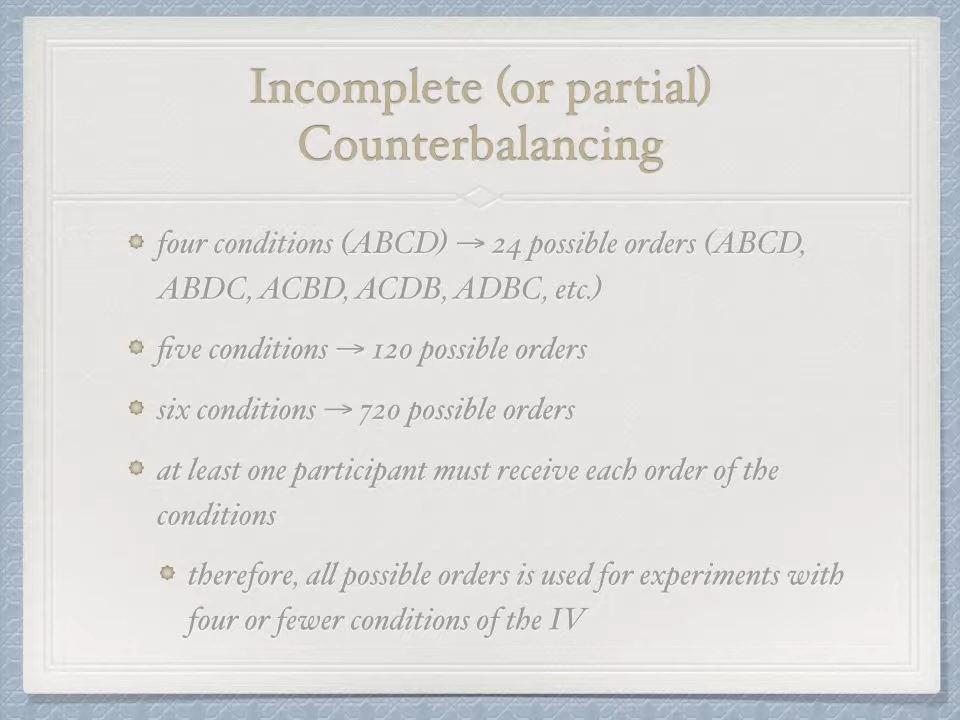 Incomplete (or partial)
Counterbalancing
four conditions (ABCD) → 24 possible orders (ABCD,
ABDC, ACBD, ACDB, ADBC, etc.)
five conditions → 120 possible orders
six conditions → 720 possible orders
at least one participant must receive each order of the
conditions
therefore, all possible orders is used for experiments with
four or fewer conditions of the IV